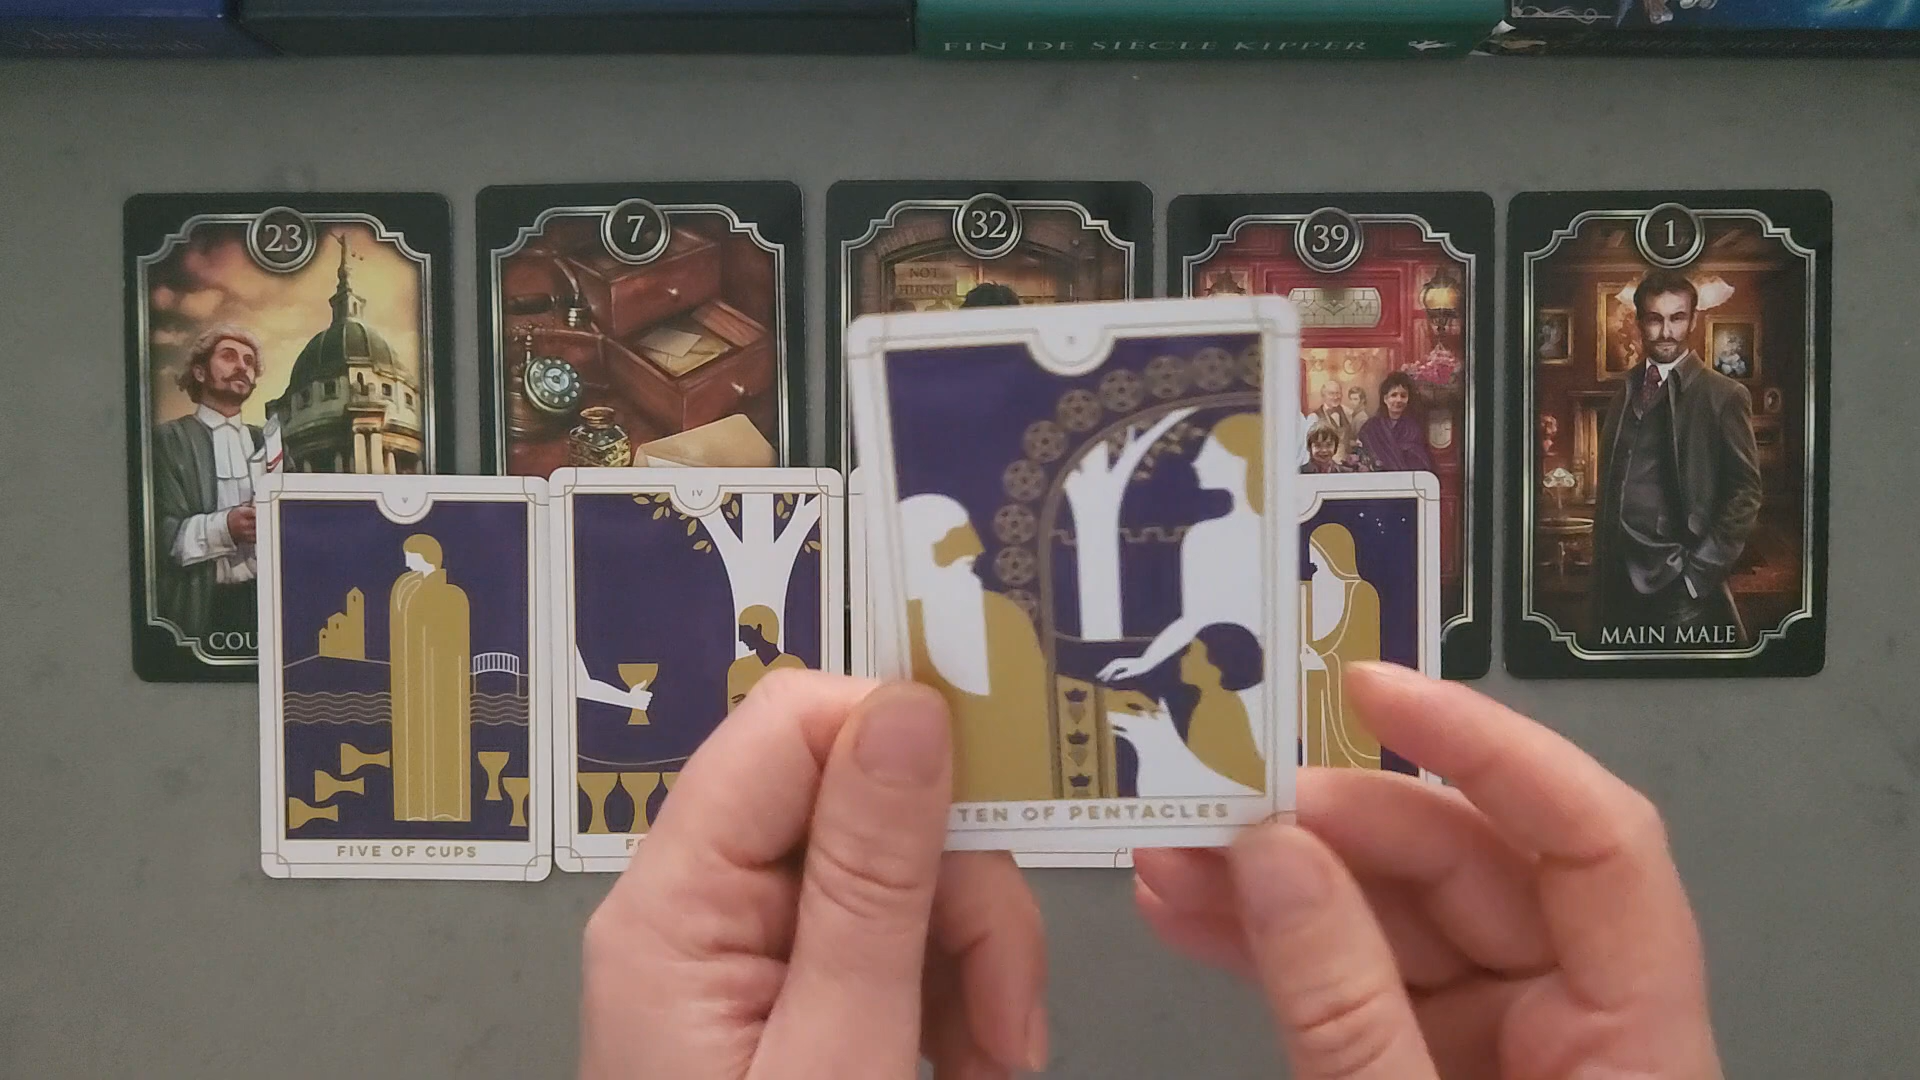 FIN DE SIÈCLE KIPPER
23
7
32
39
1
NOT
HIRING
V
IV
X
COU
MAIN MALE
TEN OF PENTACLES
FIVE OF CUPS
FO